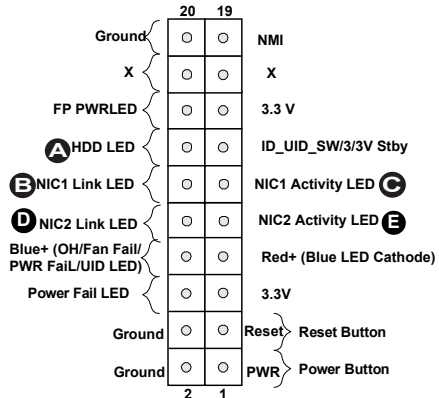 20 19
Ground NMI
X X
FP PWRLED 3.3 V
A HDD LED ID_UID_SW/3/3V Stby
B NIC1 Link LED NIC1 Activity LED C
D NIC2 Link LED NIC2 Activity LED E
Blue+ (OH/Fan Fail/
PWR FaiL/UID LED) Red+ (Blue LED Cathode)
Power Fail LED 3.3V
Ground Reset Reset Button
Ground PWR Power Button
2 1